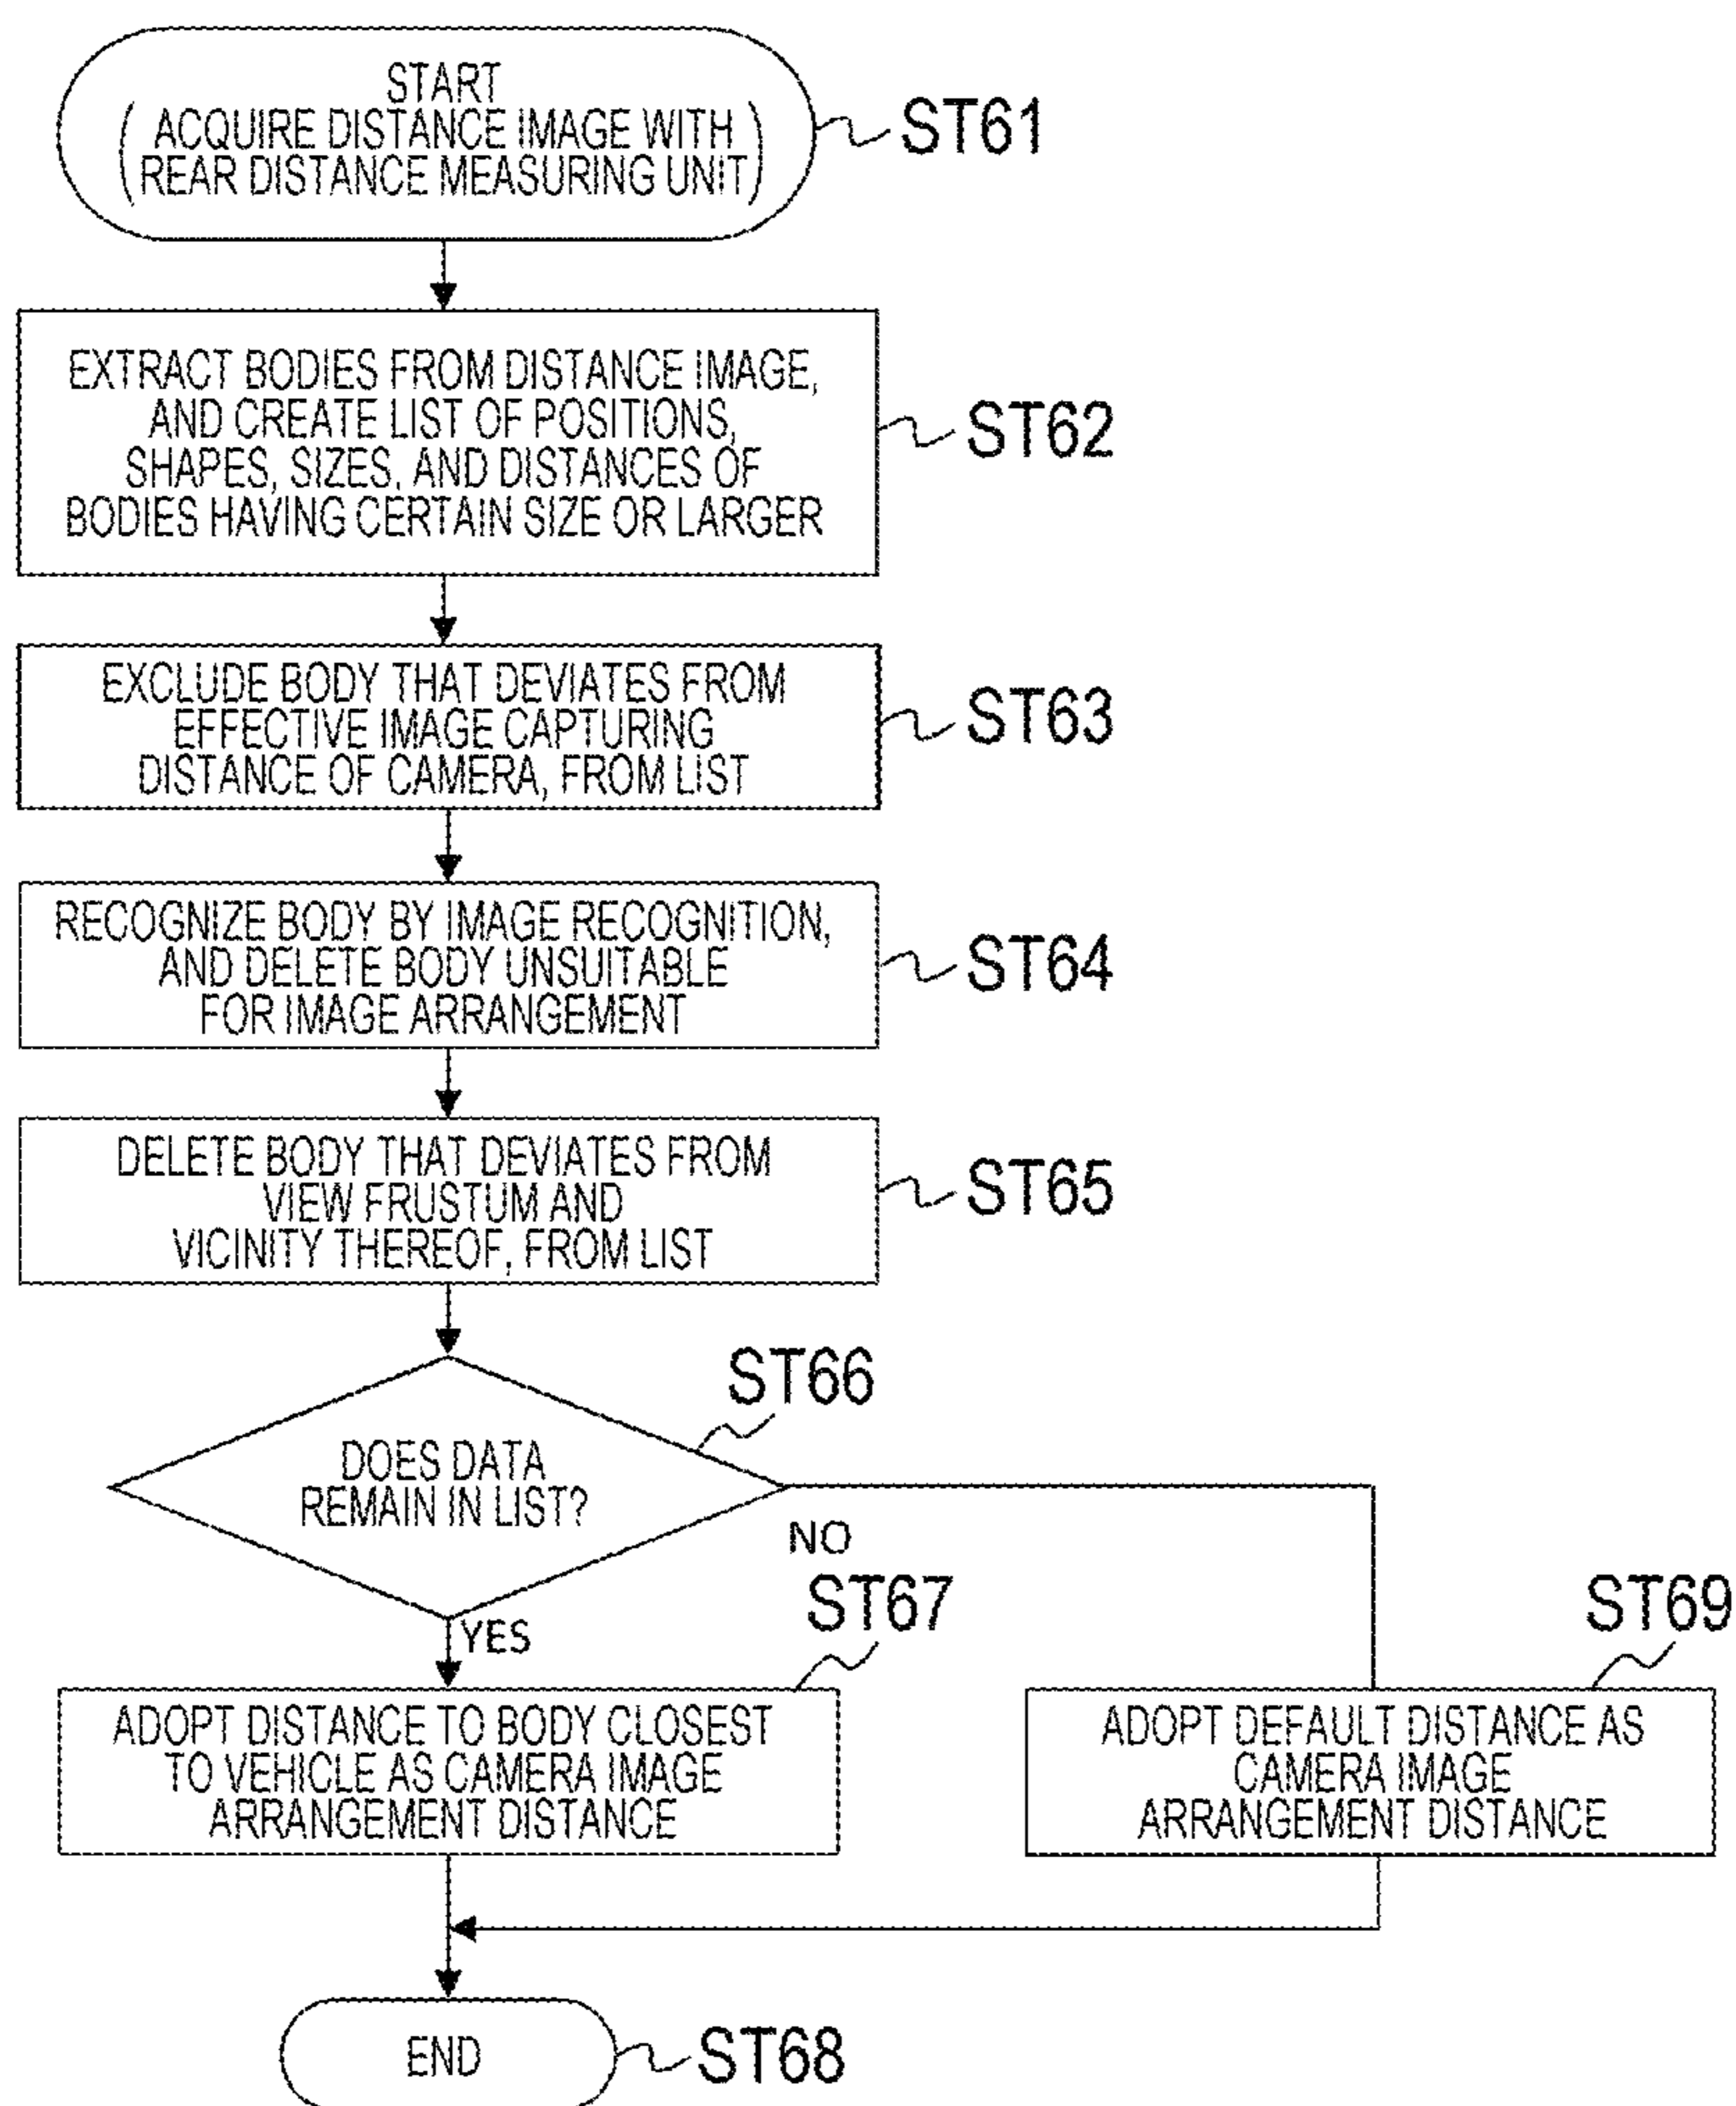 START
( ACQUIRE DISTANCE IMAGE WITH
REAR DISTANCE MEASURING UNIT )
ST61
EXTRACT BODIES FROM DISTANCE IMAGE,
AND CREATE LIST OF POSITIONS,
SHAPES, SIZES, AND DISTANCES OF
BODIES HAVING CERTAIN SIZE OR LARGER
ST62
EXCLUDE BODY THAT DEVIATES FROM
EFFECTIVE IMAGE CAPTURING
DISTANCE OF CAMERA, FROM LIST
ST63
RECOGNIZE BODY BY IMAGE RECOGNITION,
AND DELETE BODY UNSUITABLE
FOR IMAGE ARRANGEMENT
ST64
DELETE BODY THAT DEVIATES FROM
VIEW FRUSTUM AND
VICINITY THEREOF, FROM LIST
ST65
ST66
DOES DATA
REMAIN IN LIST?
NO
YES
ST67
ADOPT DISTANCE TO BODY CLOSEST
TO VEHICLE AS CAMERA IMAGE
ARRANGEMENT DISTANCE
ST69
ADOPT DEFAULT DISTANCE AS
CAMERA IMAGE
ARRANGEMENT DISTANCE
END
ST68